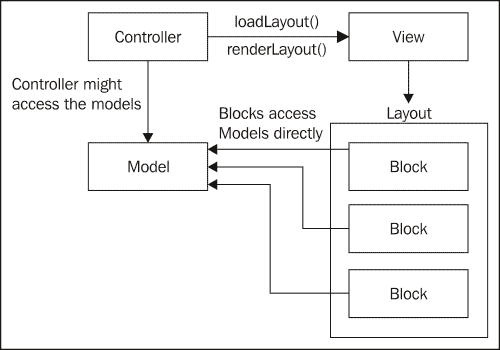 Controller
loadLayout()
renderLayout()
View
Controller might
access the models
Blocks access
Models directly
Layout
Model
Block
Block
Block